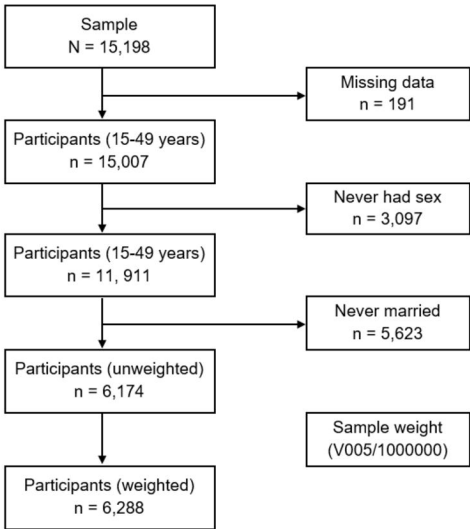 Sample
N = 15,198
Missing data
n = 191
Participants (15-49 years)
n = 15,007
Never had sex
n = 3,097
Participants (15-49 years)
n = 11, 911
Never married
n = 5,623
Participants (unweighted)
n = 6,174
Sample weight
(V005/1000000)
Participants (weighted)
n = 6,288